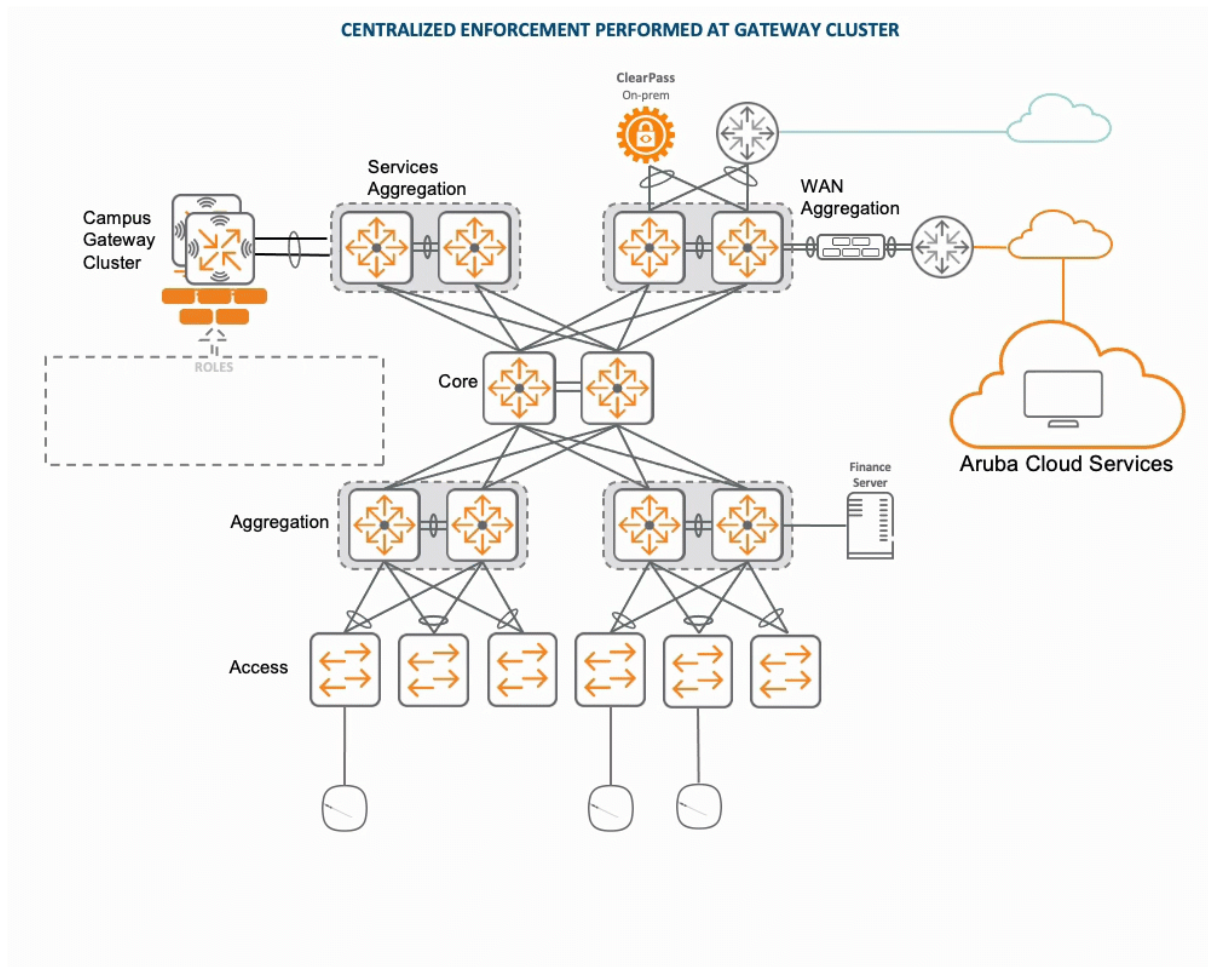 CENTRALIZED ENFORCEMENT PERFORMED AT GATEWAY CLUSTER
ClearPass
On-prem
Services
Aggregation
WAN
Aggregation
Campus
Gateway
Cluster
ROLES
Core
Aruba Cloud Services
Finance
Server
Aggregation
Access